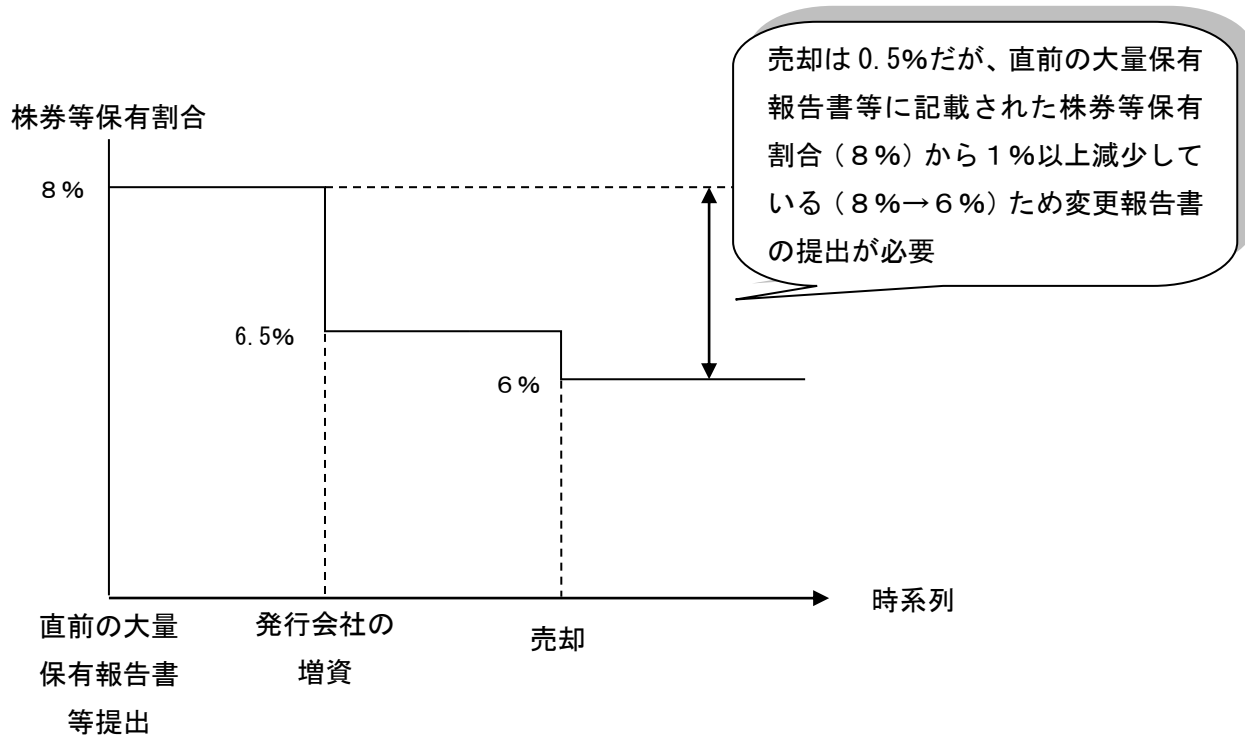 売却は0.5%だが、直前の大量保有
報告書等に記載された株券等保有
割合（８％）から１％以上減少して
いる（８％→６％）ため変更報告書
の提出が必要
株券等保有割合
８％
6.5%
６％
時系列
直前の大量
保有報告書
等提出
発行会社の
増資
売却